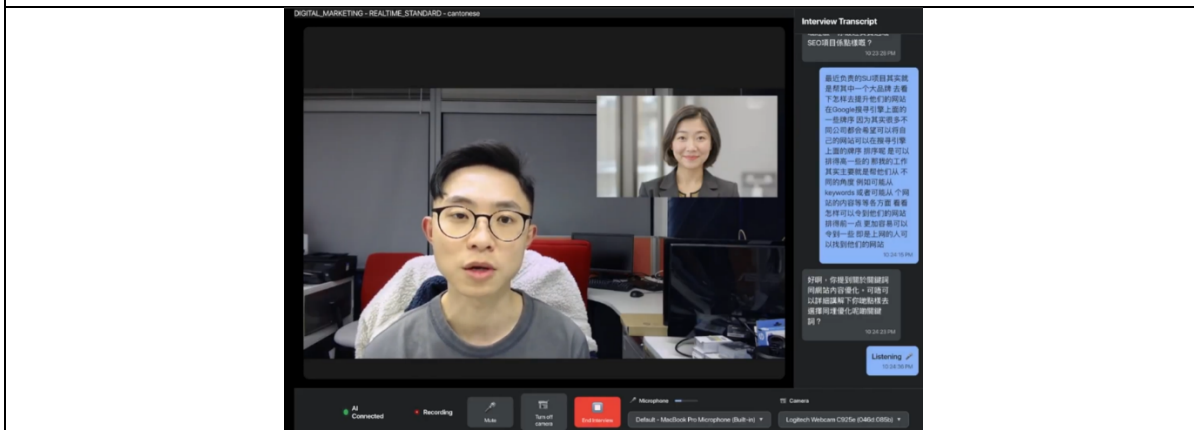 DIGITAL_MARKETING - REALTIME_STANDARD - cantonese
Interview Transcript
SEO項目係點樣嘅？
10:23:29 PM
最近负责的SU项目其实就
是帮其中一个大品牌 去看
下怎样去提升他们的网站
在Google搜寻引擎上面的
一些牌序 因为其实很多不
同公司都会希望可以将自
己的网站可以在搜寻引擎
上面的牌序 排序呢 是可以
排得高一些的 那我的工作
其实主要就是帮他们从 不
同的角度 例如可能从
keywords 或者可能从 个网
站的内容等等各方面 看看
怎样可以令到他们的网站
排得前一点 更加容易可以
令到一些 即是上网的人可
以找到他们的网站
10:24:15 PM
好啊，你提到關於關鍵詞
同網站內容優化，可唔可
以詳細講解下你哋點樣去
選擇同埋優化呢啲關鍵
詞？
10:24:23 PM
Listening
AI
Connected
Recording
Mute
Turn off
camera
End Interview
Microphone
Default - MacBook Pro Microphone (Built-in)
Camera
Logitech Webcam C925e